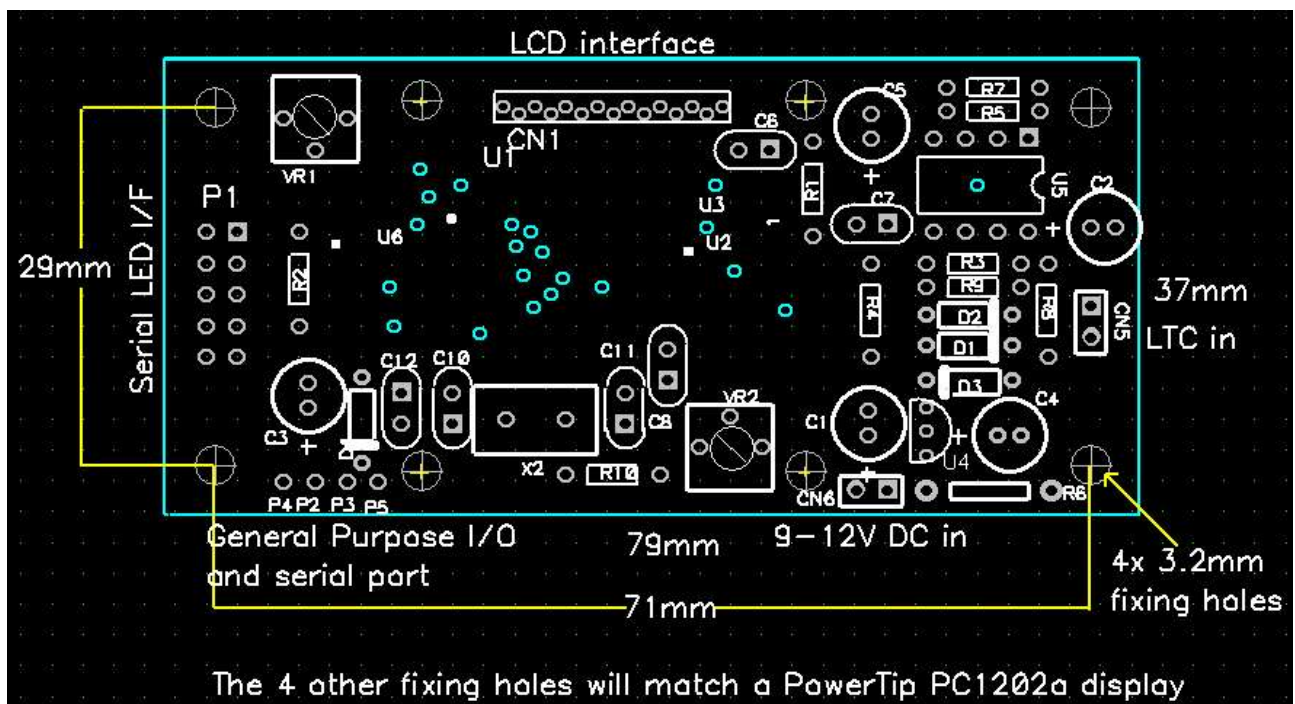 LCD interface
C5
R7
R5
CN1
C6
U1
VR1
P1
R1
U5
C2
C7
U3
U6
U2
Serial LED I/F
29mm
R2
R3
R9
R4
R8
D2
37mm
CN5
LTC in
D1
C12
C10
C11
D3
VR2
C4
C3
C8
C1
U4
X2
R10
CN6
R6
P4 P2 P3 P5
General Purpose I/O
and serial port
79mm
9-12V DC in
71mm
4x 3.2mm
fixing holes
The 4 other fixing holes will match a PowerTip PC1202a display